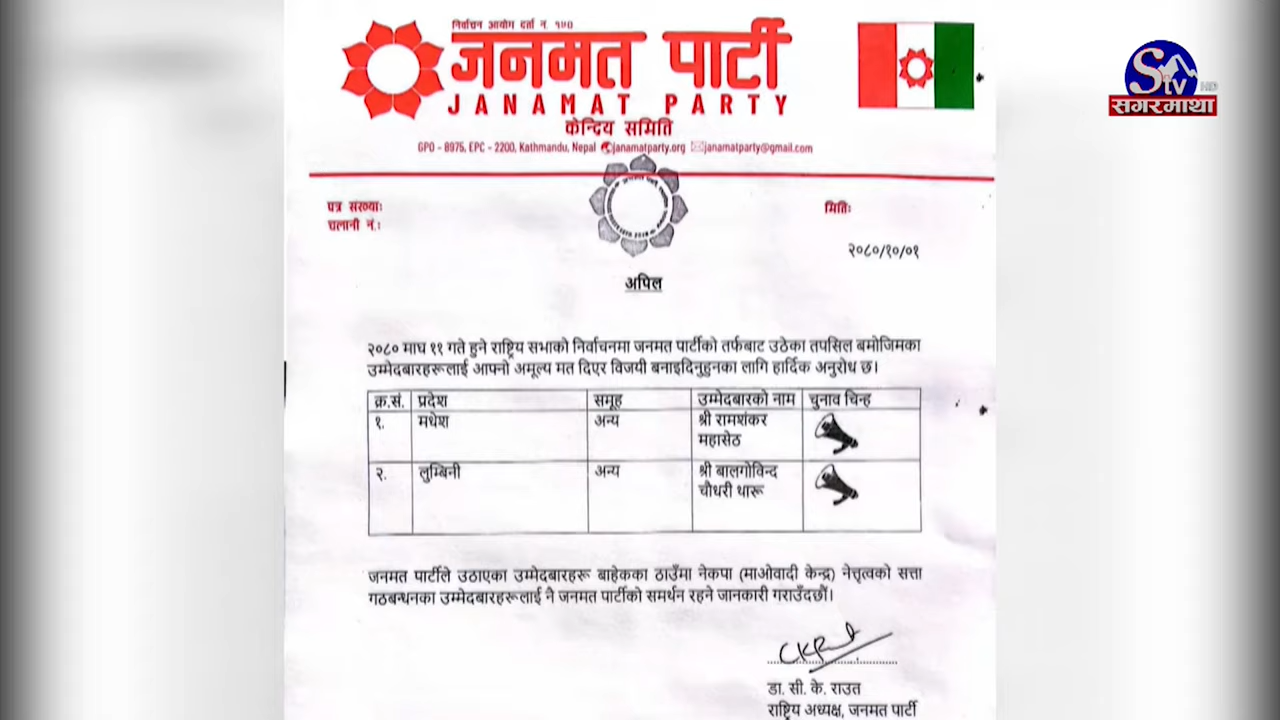 निर्वाचन आयोग दर्ता नं. १७०
जनमत पार्टी
JANAMAT PARTY
केन्दिय समिति
GPO - 8975, EPC - 2200, Kathmandu, Nepal janamatparty.org janamatparty@gmail.com
STV HD
सगरमाथा
पत्र संख्याः
मितिः
चलानी नं.:
२०८०/१०/०१
अपिल
२०८० माघ ११ गते हुने राष्ट्रिय सभाको निर्वाचनमा जनमत पार्टीको तर्फबाट उठेका तपसिल बमोजिमका
उम्मेदबारहरूलाई आफ्नो अमूल्य मत दिएर विजयी बनाइदिनुहुनका लागि हार्दिक अनुरोध छ।
क्र.सं. प्रदेश समूह उम्मेदबारको नाम चुनाव चिन्ह
१. मधेश अन्य श्री रामशंकर
महासेठ
२. लुम्बिनी अन्य श्री बालगोविन्द
चौधरी थारू
जनमत पार्टीले उठाएका उम्मेदबारहरू बाहेकका ठाउँमा नेकपा (माओवादी केन्द्र) नेत्तृत्वको सत्ता
गठबन्धनका उम्मेदबारहरूलाई नै जनमत पार्टीको समर्थन रहने जानकारी गराउँदछौं।
डा. सी. के. राउत
राष्ट्रिय अध्यक्ष, जनमत पार्टी